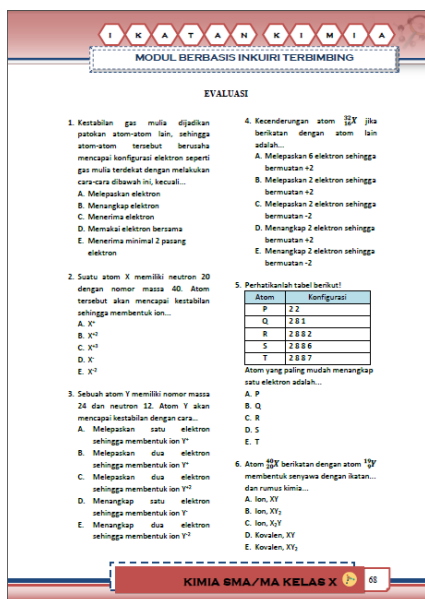 I K A T A N K I M I A
MODUL BERBASIS INKUIRI TERBIMBING
EVALUASI
1. Kestabilan gas mulia dijadikan
patokan atom-atom lain, sehingga
atom-atom tersebut berusaha
mencapai konfigurasi elektron seperti
gas mulia terdekat dengan melakukan
cara-cara dibawah ini, kecuali...
A. Melepaskan elektron
B. Menangkap elektron
C. Menerima elektron
D. Memakai elektron bersama
E. Menerima minimal 2 pasang
elektron
2. Suatu atom X memiliki neutron 20
dengan nomor massa 40. Atom
tersebut akan mencapai kestabilan
sehingga membentuk ion...
A. X⁺
B. X⁺²
C. X⁺³
D. X⁻
E. X⁻²
3. Sebuah atom Y memiliki nomor massa
24 dan neutron 12. Atom Y akan
mencapai kestabilan dengan cara...
A. Melepaskan satu elektron
sehingga membentuk ion Y⁺
B. Melepaskan dua elektron
sehingga membentuk ion Y⁺
C. Melepaskan dua elektron
sehingga membentuk ion Y⁺²
D. Menangkap satu elektron
sehingga membentuk ion Y⁻
E. Menangkap dua elektron
sehingga membentuk ion Y⁻²
4. Kecenderungan atom ³²₁₆X jika
berikatan dengan atom lain
adalah...
A. Melepaskan 6 elektron sehingga
bermuatan +2
B. Melepaskan 2 elektron sehingga
bermuatan +2
C. Melepaskan 2 elektron sehingga
bermuatan -2
D. Menangkap 2 elektron sehingga
bermuatan +2
E. Menangkap 2 elektron sehingga
bermuatan -2
5. Perhatikanlah tabel berikut!
Atom Konfigurasi
P 2 2
Q 2 8 1
R 2 8 8 2
S 2 8 8 6
T 2 8 8 7
Atom yang paling mudah menangkap
satu elektron adalah...
A. P
B. Q
C. R
D. S
E. T
6. Atom ⁴⁰₂₀X berikatan dengan atom ¹⁹₉Y
membentuk senyawa dengan ikatan...
dan rumus kimia...
A. Ion, XY
B. Ion, XY₂
C. Ion, X₂Y
D. Kovalen, XY
E. Kovalen, XY₂
KIMIA SMA/MA KELAS X 68